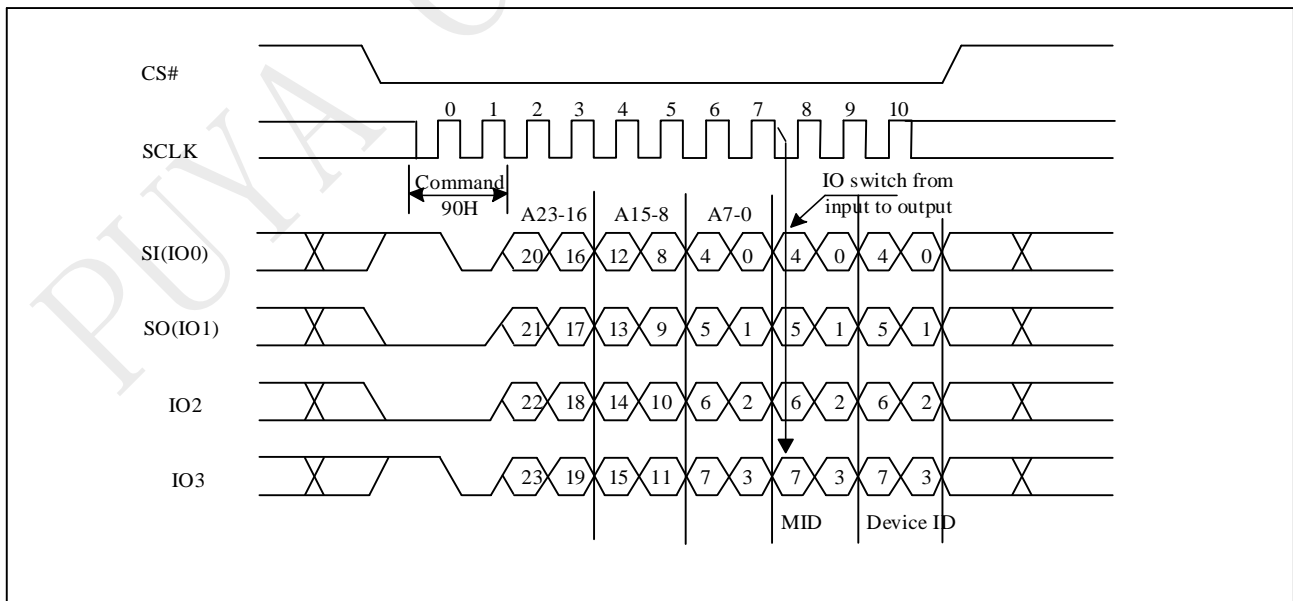 PUYA
CS#
0 1 2 3 4 5 6 7 8 9 10
SCLK
Command
90H
IO switch from
input to output
A23-16 A15-8 A7-0
SI(IO0) 20 16 12 8 4 0 4 0 4 0
SO(IO1) 21 17 13 9 5 1 5 1 5 1
IO2 22 18 14 10 6 2 6 2 6 2
IO3 23 19 15 11 7 3 7 3 7 3
MID Device ID